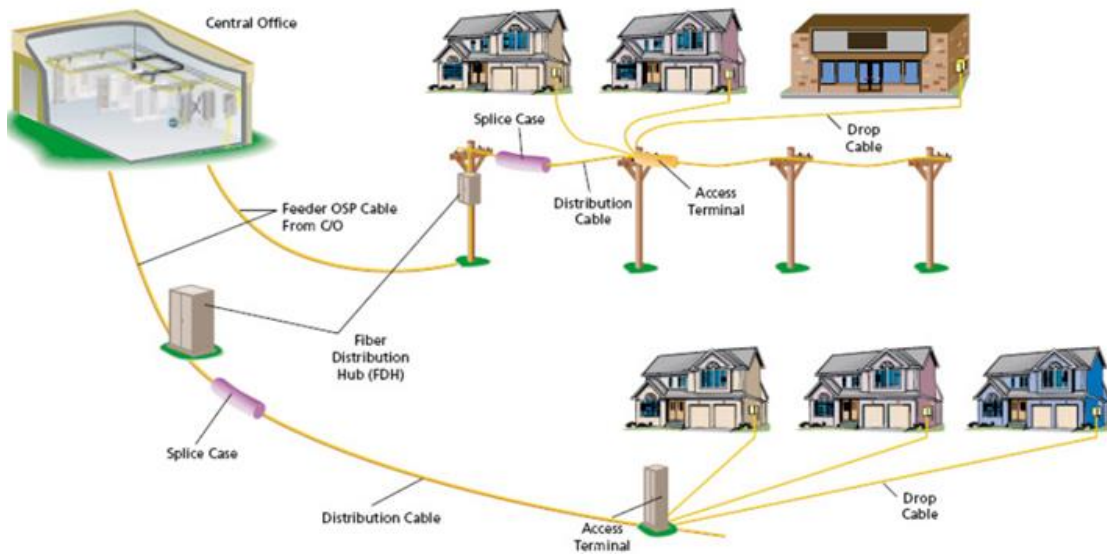 Central Office
Splice Case
Drop
Cable
Feeder OSP Cable
From C/O
Distribution
Cable
Access
Terminal
Fiber
Distribution
Hub (FDH)
Splice Case
Distribution Cable
Access
Terminal
Drop
Cable